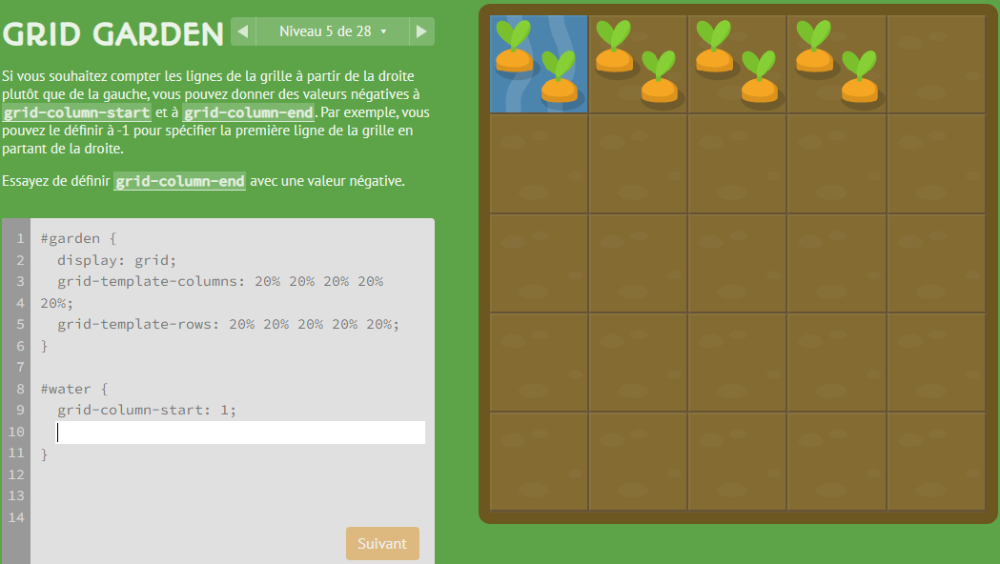 GRID GARDEN
◀ Niveau 5 de 28 ▾ ▶
Si vous souhaitez compter les lignes de la grille à partir de la droite
plutôt que de la gauche, vous pouvez donner des valeurs négatives à
grid-column-start et à grid-column-end. Par exemple, vous
pouvez le définir à -1 pour spécifier la première ligne de la grille en
partant de la droite.
Essayez de définir grid-column-end avec une valeur négative.
1 #garden {
2 display: grid;
3 grid-template-columns: 20% 20% 20% 20%
4 20%;
5 grid-template-rows: 20% 20% 20% 20% 20%;
6 }
7
8 #water {
9 grid-column-start: 1;
10
11 }
12
13
14
Suivant